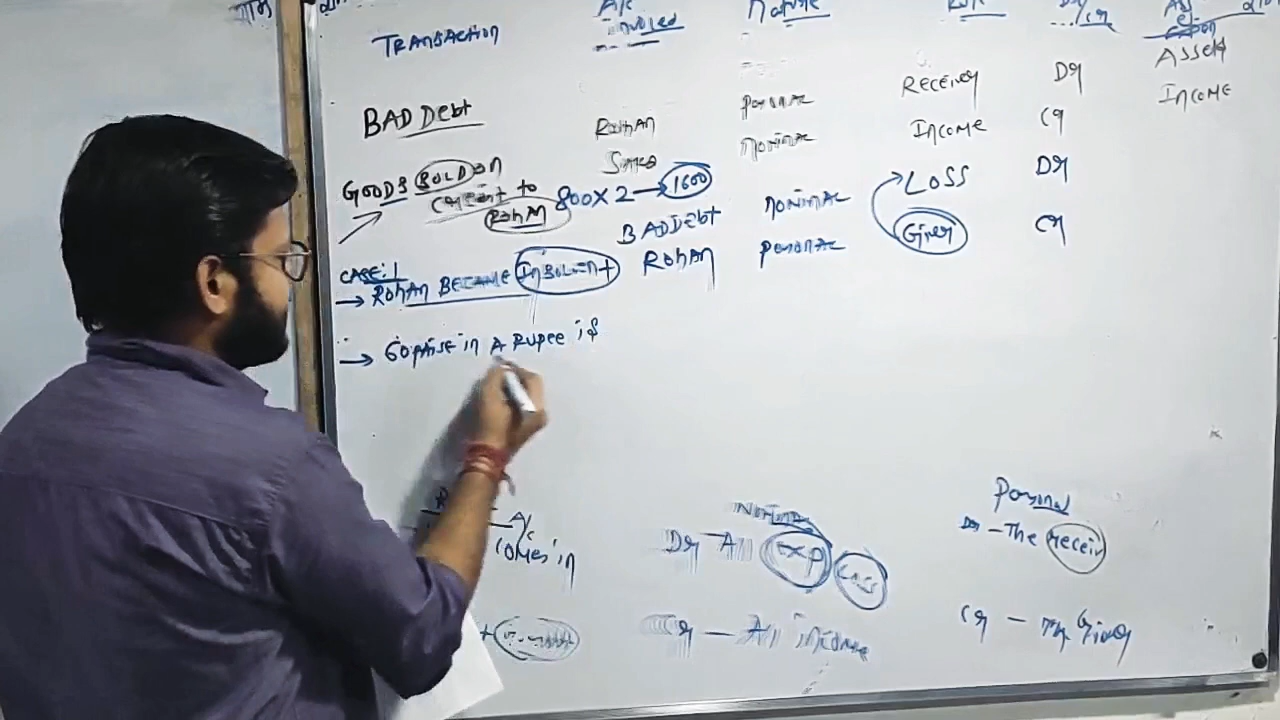 TRANSACTION
A/c involved
Nature
Rule
Dr/Cr
BAD Debt
Rohan
Personal
Receiver
Dr
Assets
Sales
Nominal
Income
Cr
Income
GOODS SOLD on
Credit to
Rohan
800 x 2 → 1600
BAD Debt
Nominal
LOSS
Dr
CASE: 1
→ Rohan BECAME Insolvent
Rohan
Personal
Giver
Cr
→ 60 paise in A Rupee is
A/c
Comes in
Nominal
Dr All exp
Loss
Cr — All income
Personal
Dr – The receiv
Cr – The Giver